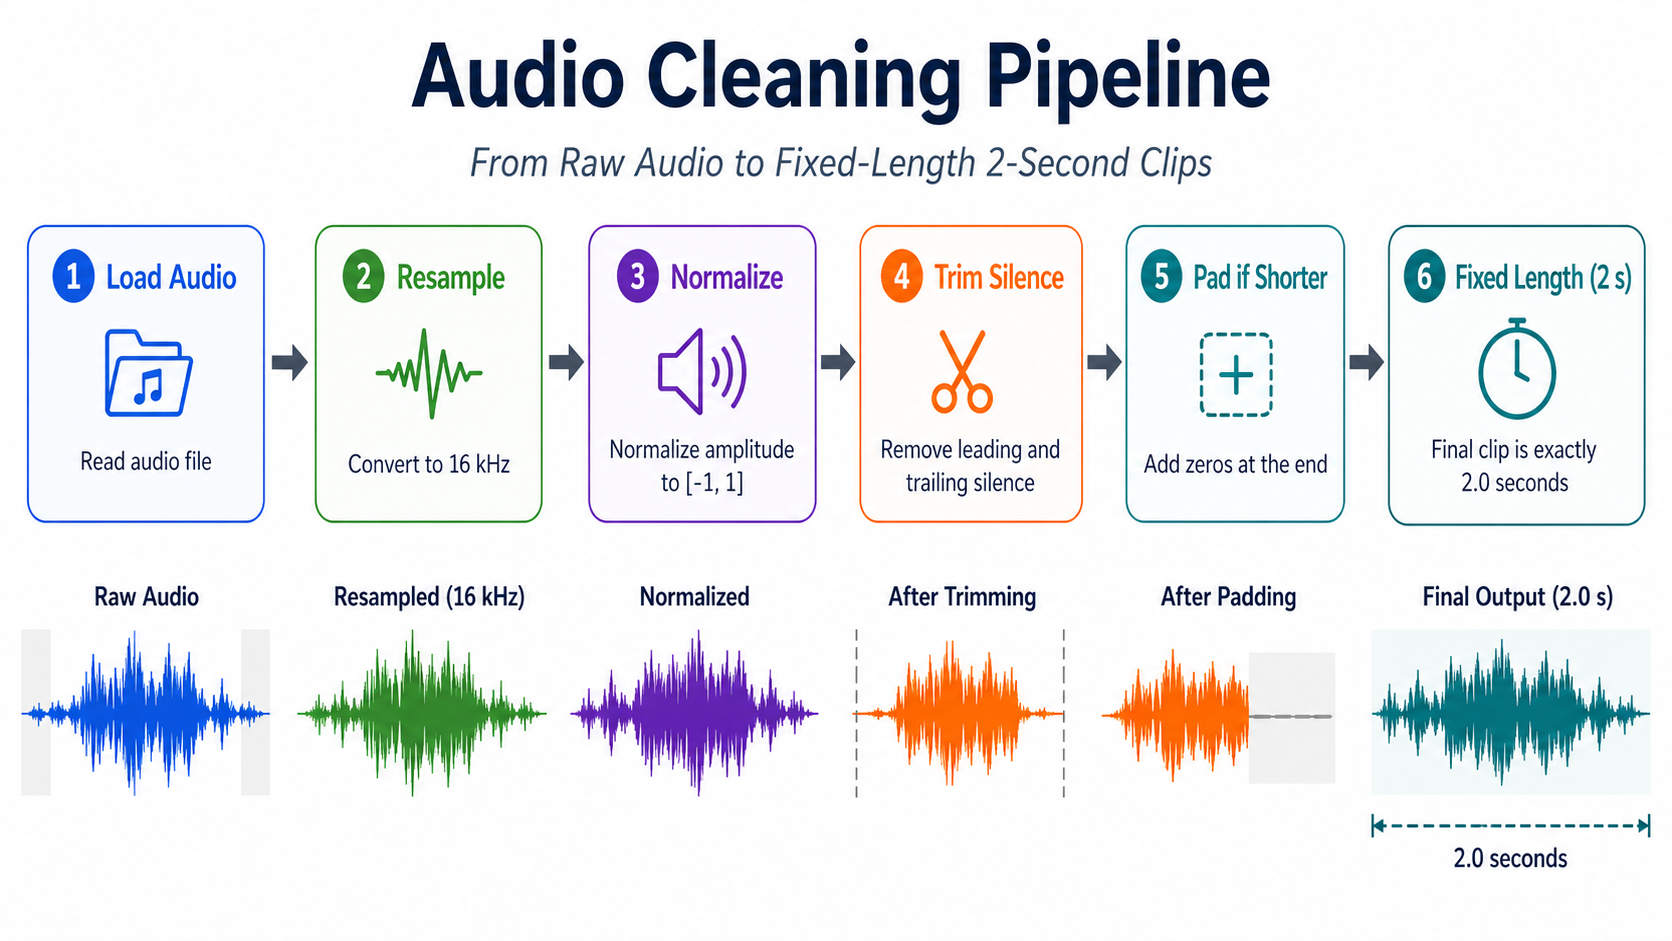 Audio Cleaning Pipeline
From Raw Audio to Fixed-Length 2-Second Clips
1 Load Audio
Read audio file
2 Resample
Convert to 16 kHz
3 Normalize
Normalize amplitude
to [-1, 1]
4 Trim Silence
Remove leading and
trailing silence
5 Pad if Shorter
Add zeros at the end
6 Fixed Length (2 s)
Final clip is exactly
2.0 seconds
Raw Audio
Resampled (16 kHz)
Normalized
After Trimming
After Padding
Final Output (2.0 s)
2.0 seconds